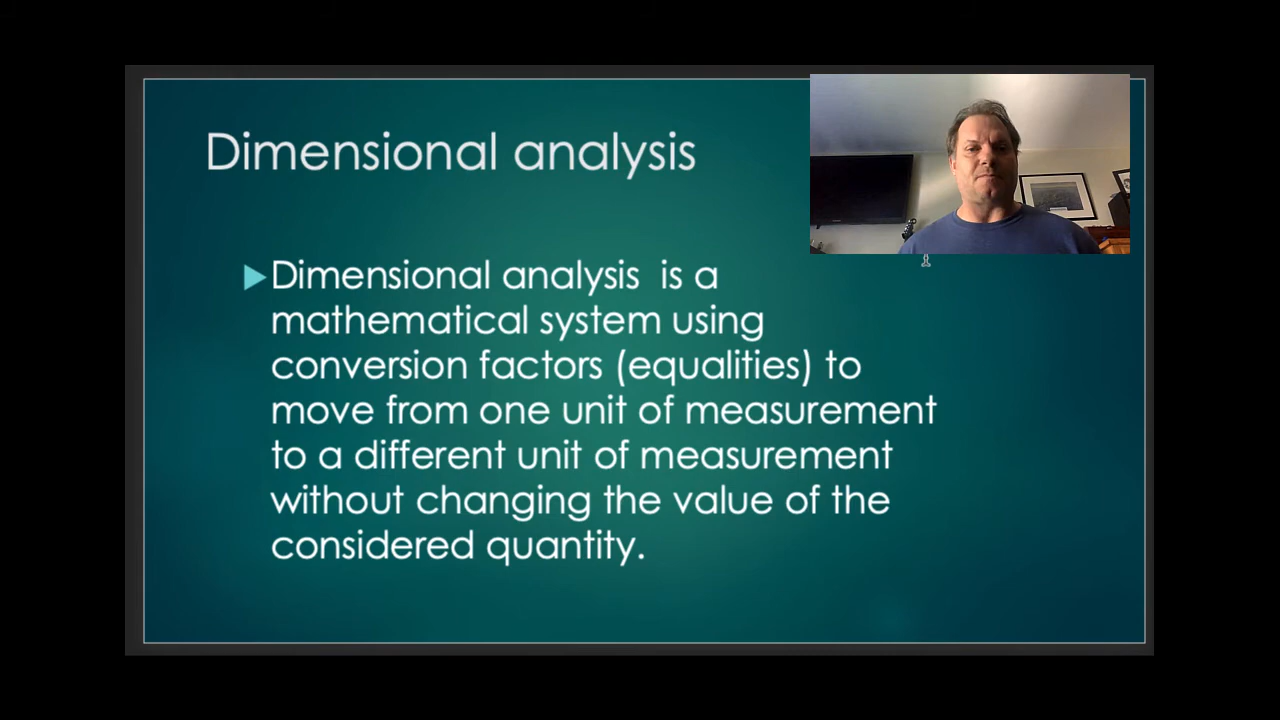 Dimensional analysis
Dimensional analysis is a
mathematical system using
conversion factors (equalities) to
move from one unit of measurement
to a different unit of measurement
without changing the value of the
considered quantity.